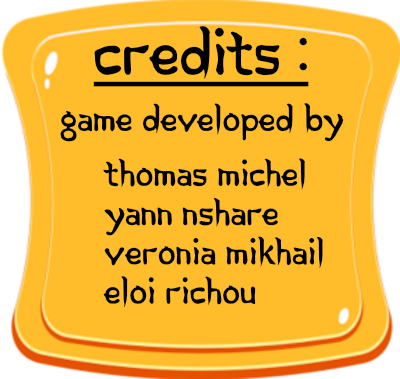 credits :
game developed by
thomas michel
yann nshare
veronia mikhail
eloi richou